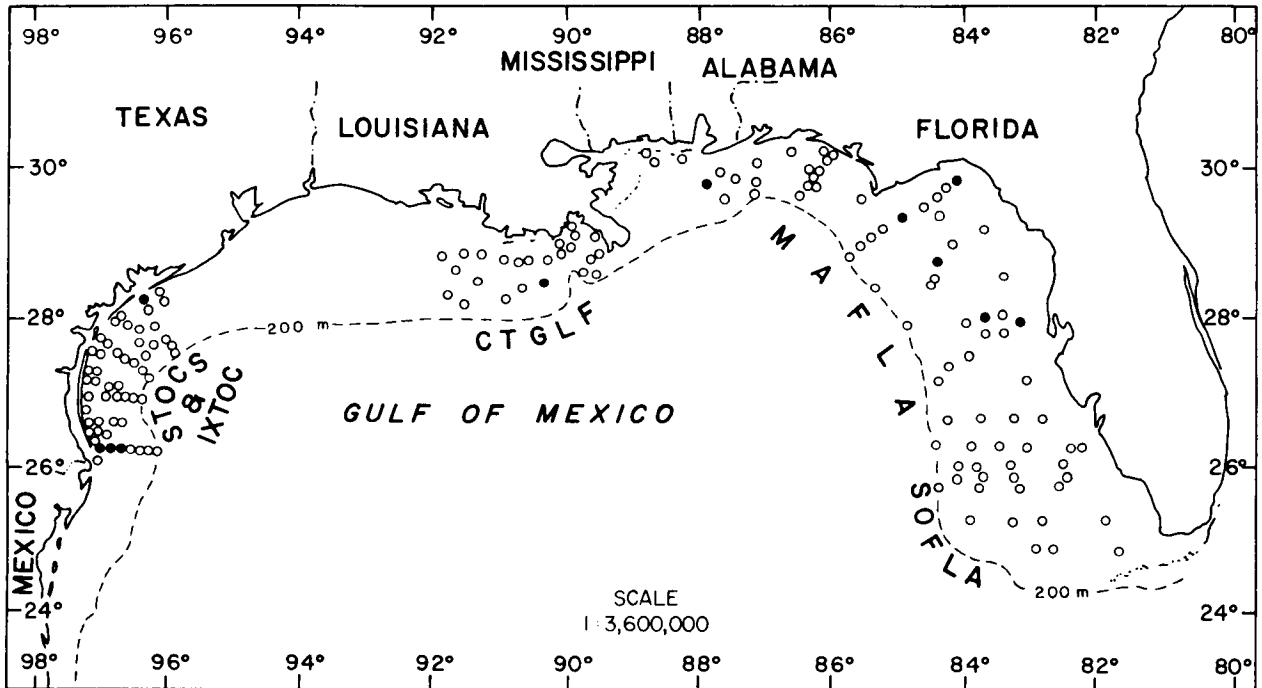 98° 96° 94° 92° 90° 88° 86° 84° 82° 80°
MISSISSIPPI
ALABAMA
TEXAS
LOUISIANA
FLORIDA
30° 30°
28° 28°
200 m
CTGLF
MAFLA
STOCS
&
IXTOC
GULF OF MEXICO
26° 26°
SOFLA
MEXICO
200 m
24° 24°
SCALE
1:3,600,000
98° 96° 94° 92° 90° 88° 86° 84° 82° 80°